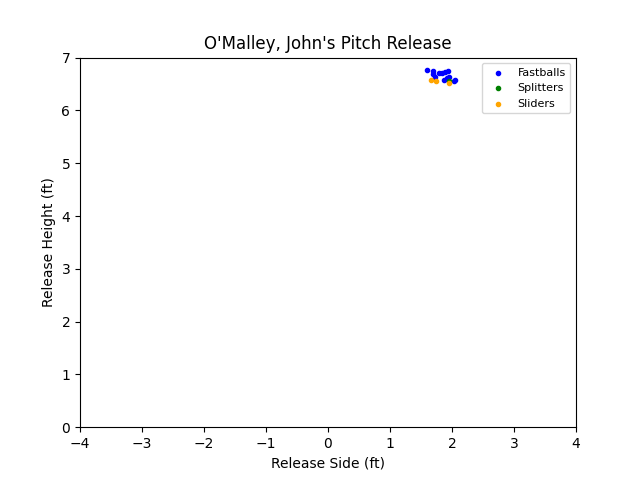 O'Malley, John's Pitch Release
Release Height (ft)
7
6
5
4
3
2
1
0
−4 −3 −2 −1 0 1 2 3 4
Release Side (ft)
Fastballs
Splitters
Sliders